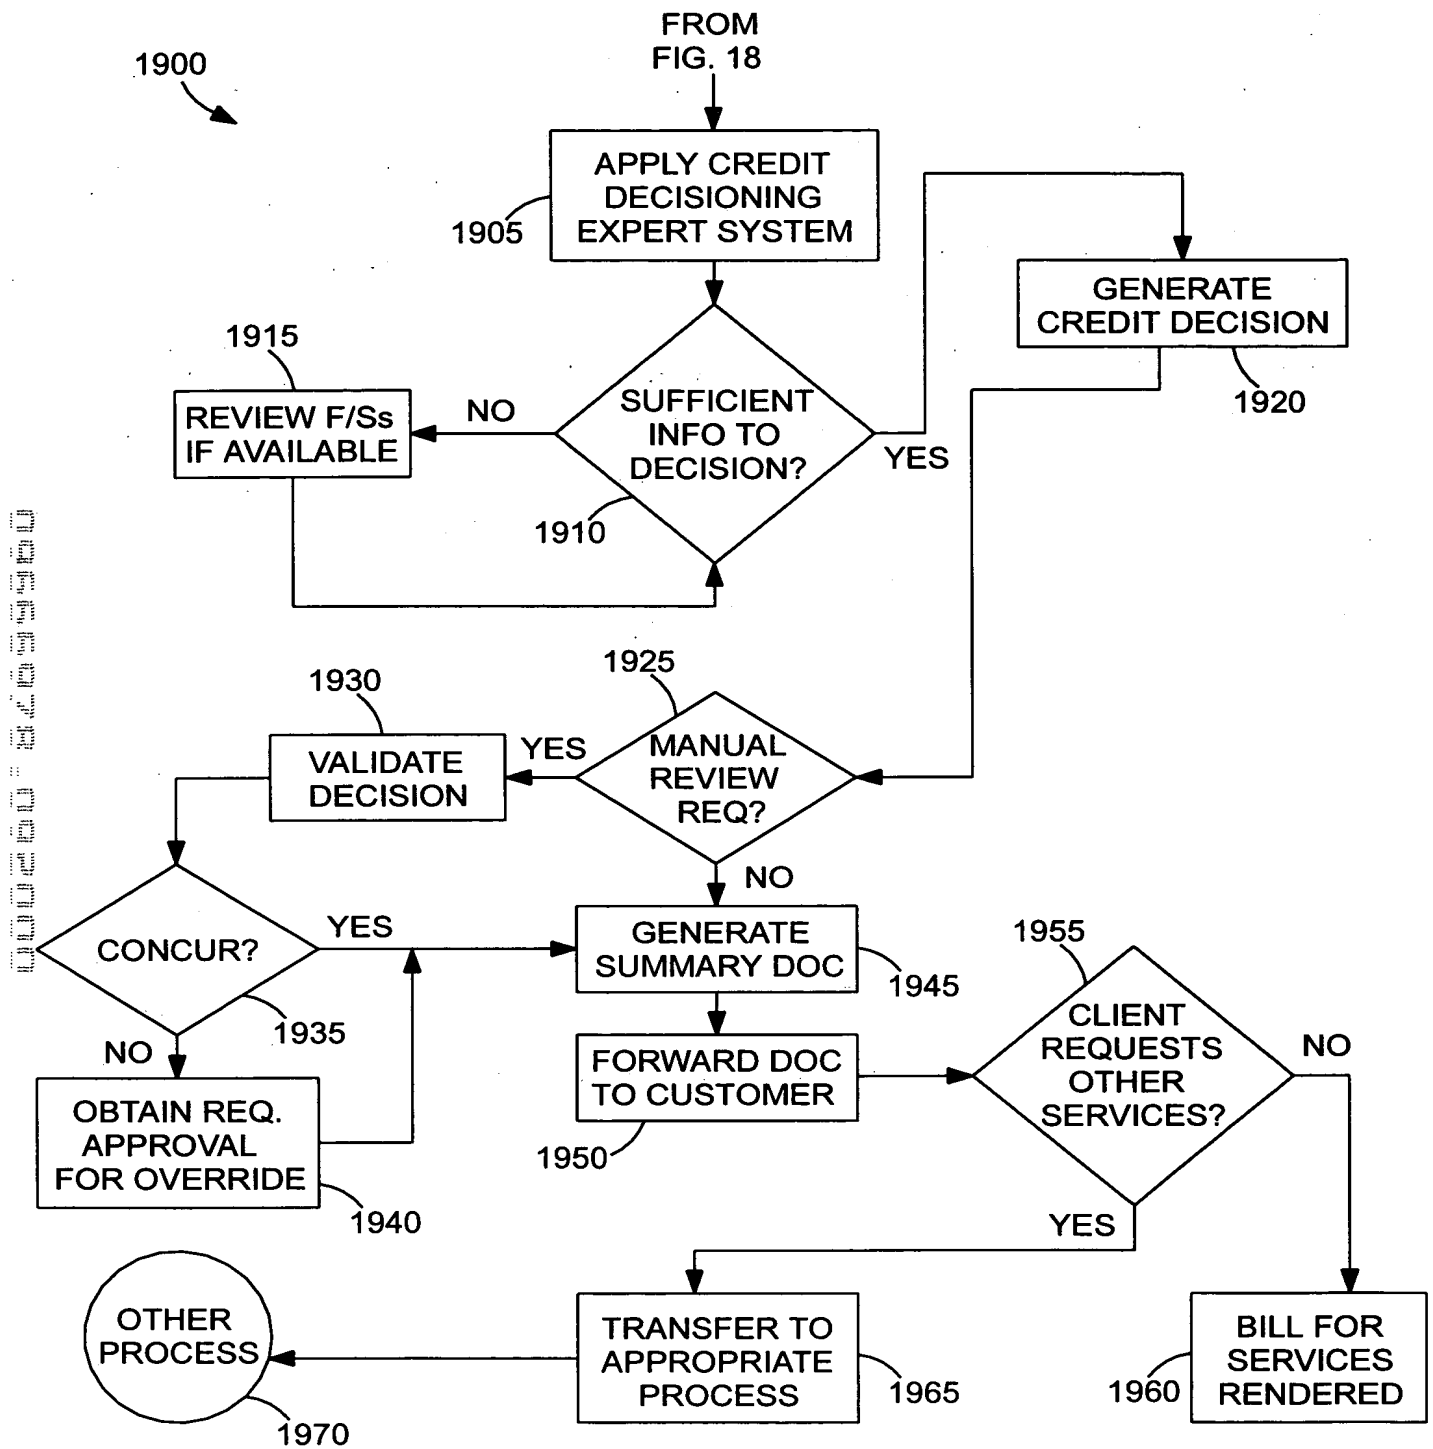 FROM
FIG. 18
1900
APPLY CREDIT
DECISIONING
EXPERT SYSTEM
1905
GENERATE
CREDIT DECISION
1920
1915
REVIEW F/Ss
IF AVAILABLE
NO
SUFFICIENT
INFO TO
DECISION?
YES
1910
1925
1930
VALIDATE
DECISION
YES
MANUAL
REVIEW
REQ?
NO
CONCUR?
YES
1935
NO
GENERATE
SUMMARY DOC
1945
1955
CLIENT
REQUESTS
OTHER
SERVICES?
NO
FORWARD DOC
TO CUSTOMER
1950
OBTAIN REQ.
APPROVAL
FOR OVERRIDE
1940
YES
OTHER
PROCESS
1970
TRANSFER TO
APPROPRIATE
PROCESS
1965
BILL FOR
SERVICES
RENDERED
1960